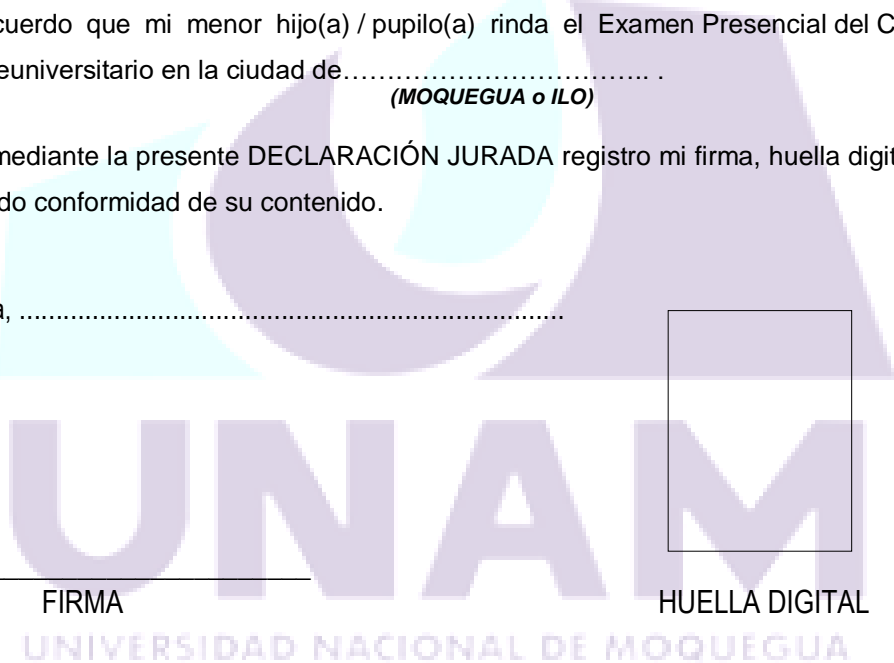 cuerdo que mi menor hijo(a) / pupilo(a) rinda el Examen Presencial del C
euniversitario en la ciudad de……………………………….. .
(MOQUEGUA o ILO)
mediante la presente DECLARACIÓN JURADA registro mi firma, huella digit
do conformidad de su contenido.
a, ...........................................................................
FIRMA
HUELLA DIGITAL
UNAM
UNIVERSIDAD NACIONAL DE MOQUEGUA